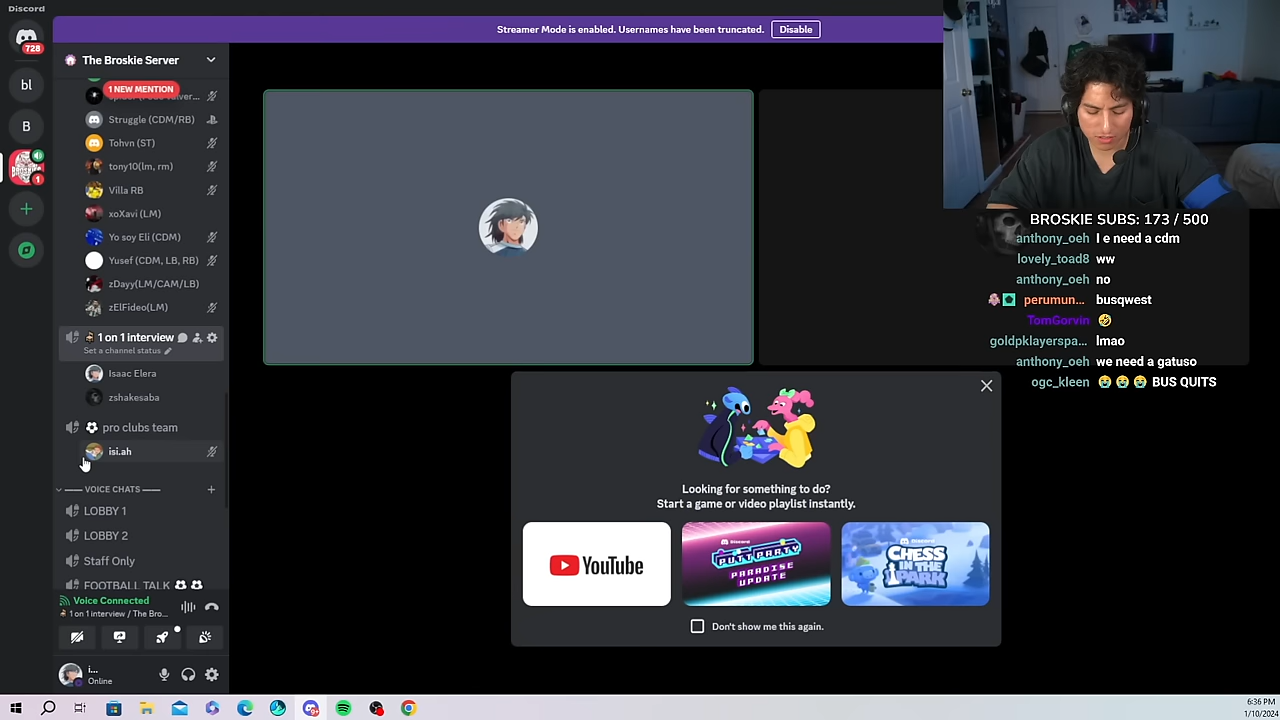 Discord
728
bl
B
1
Streamer Mode is enabled. Usernames have been truncated.
Disable
The Broskie Server
1 NEW MENTION
Struggle (CDM/RB)
Tohvn (ST)
tony10(lm, rm)
Villa RB
xoXavi (LM)
Yo soy Eli (CDM)
Yusef (CDM, LB, RB)
zDayy(LM/CAM/LB)
zElFideo(LM)
1 on 1 interview
Set a channel status
Isaac Elera
zshakesaba
pro clubs team
isi.ah
VOICE CHATS
LOBBY 1
LOBBY 2
Staff Only
FOOTBALL TALK
Voice Connected
1 on 1 interview / The Bro...
i...
Online
Looking for something to do?
Start a game or video playlist instantly.
YouTube
Discord
PUTT PARTY
PARADISE
UPDATE
Discord
CHESS
IN THE
PARK
Don't show me this again.
BROSKIE SUBS: 173 / 500
anthony_oeh I e need a cdm
lovely_toad8 ww
anthony_oeh no
perumun... busqwest
TomGorvin
goldpklayerspa... lmao
anthony_oeh we need a gatuso
ogc_kleen BUS QUITS
6:36 PM
1/10/2024